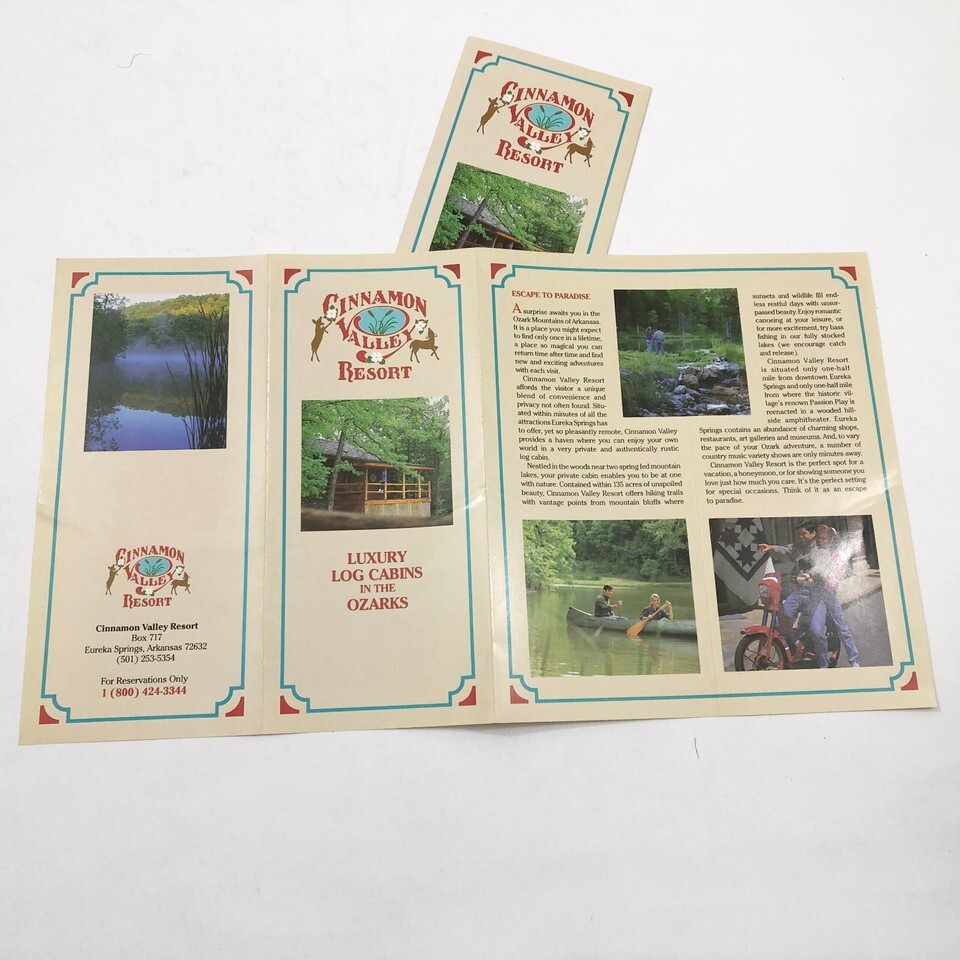 CINNAMON
VALLEY
RESORT
CINNAMON
VALLEY
RESORT
Cinnamon Valley Resort
Box 717
Eureka Springs, Arkansas 72632
(501) 253-5354
For Reservations Only
1 (800) 424-3344
CINNAMON
VALLEY
RESORT
LUXURY
LOG CABINS
IN THE
OZARKS
ESCAPE TO PARADISE
A surprise awaits you in the
Ozark Mountains of Arkansas.
It is a place you might expect
to find only once in a lifetime,
a place so magical you can
return time after time and find
new and exciting adventures
with each visit.
Cinnamon Valley Resort
affords the visitor a unique
blend of convenience and
privacy not often found. Situ-
ated within minutes of all the
attractions Eureka Springs has
to offer, yet so pleasantly remote, Cinnamon Valley
provides a haven where you can enjoy your own
world in a very private and authentically rustic
log cabin.
Nestled in the woods near two spring fed mountain
lakes, your private cabin enables you to be at one
with nature. Contained within 135 acres of unspoiled
beauty, Cinnamon Valley Resort offers hiking trails
with vantage points from mountain bluffs where
sunsets and wildlife fill end-
less restful days with unsur-
passed beauty. Enjoy romantic
canoeing at your leisure, or
for more excitement, try bass
fishing in our fully stocked
lakes (we encourage catch
and release).
Cinnamon Valley Resort
is situated only one-half
mile from downtown Eureka
Springs and only one-half mile
from where the historic vil-
lage's renown Passion Play is
reenacted in a wooded hill-
side amphitheater. Eureka
Springs contains an abundance of charming shops,
restaurants, art galleries and museums. And, to vary
the pace of your Ozark adventure, a number of
country music variety shows are only minutes away.
Cinnamon Valley Resort is the perfect spot for a
vacation, a honeymoon, or for showing someone you
love just how much you care. It's the perfect setting
for special occasions. Think of it as an escape
to paradise.